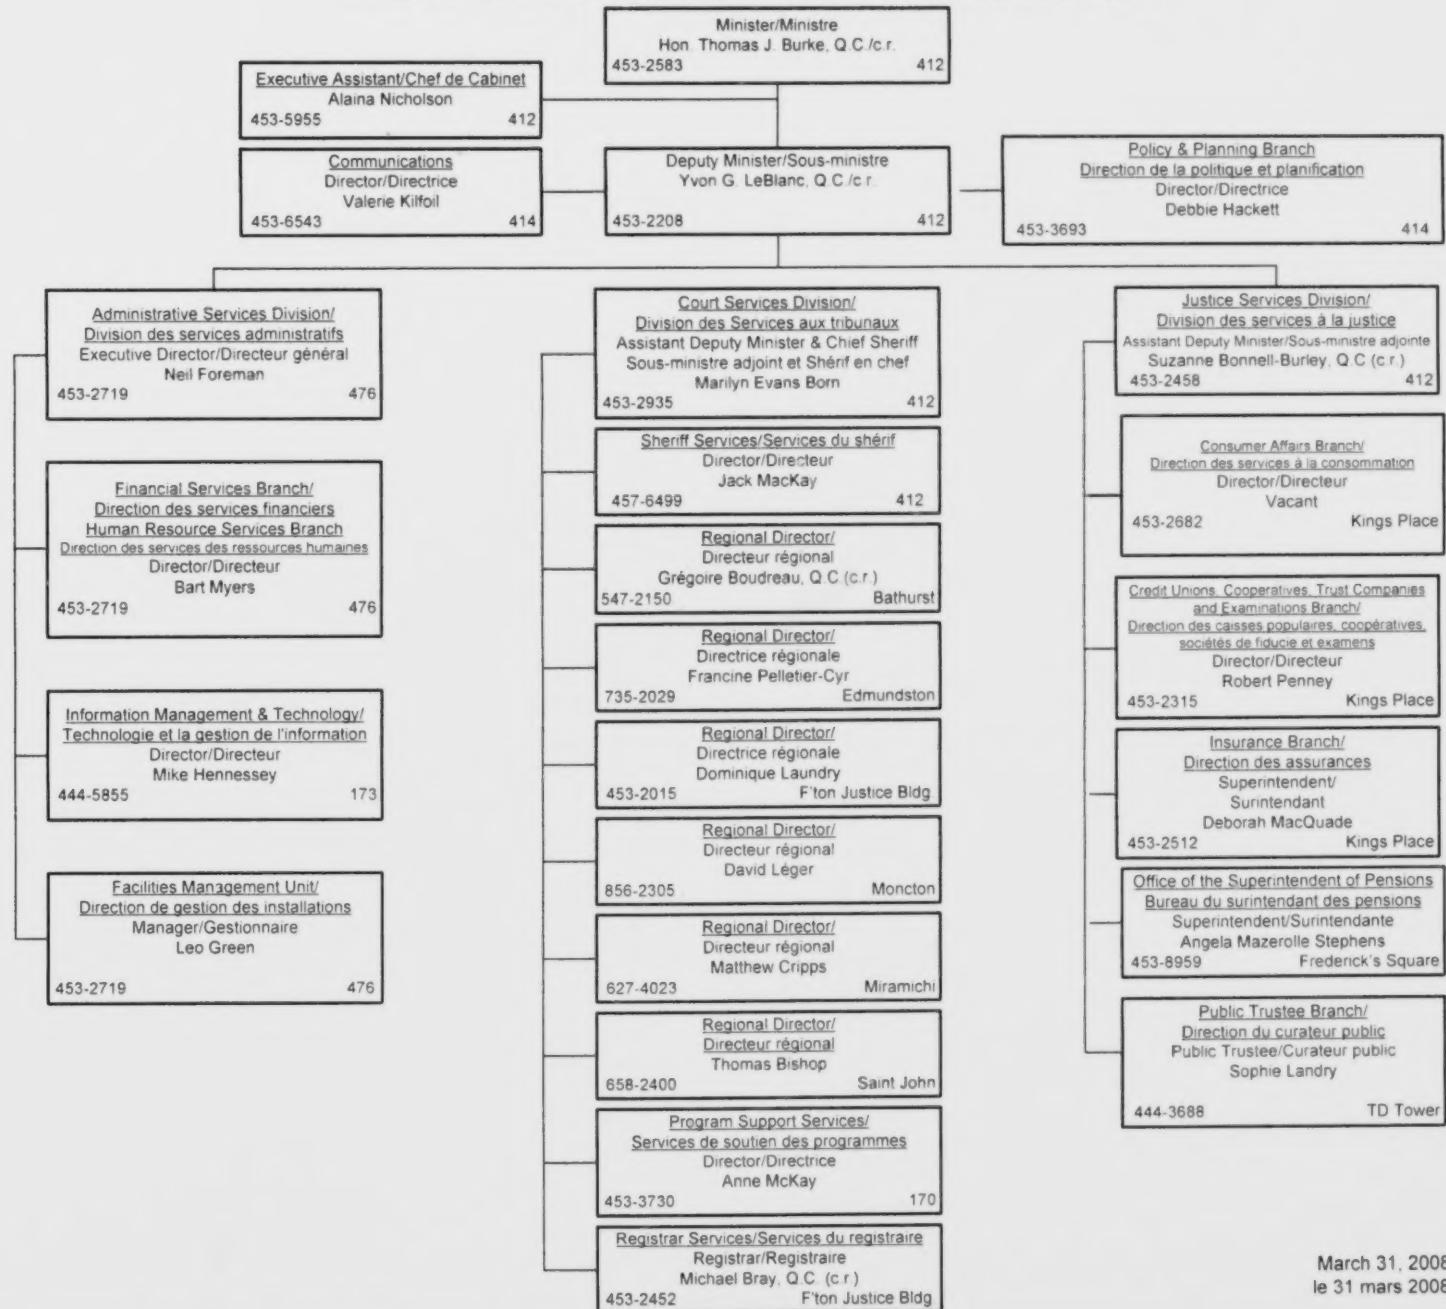 Minister/Ministre
Hon. Thomas J. Burke, Q.C./c.r.
453-2583 412
Executive Assistant/Chef de Cabinet
Alaina Nicholson
453-5955 412
Communications
Director/Directrice
Valerie Kilfoil
453-6543 414
Deputy Minister/Sous-ministre
Yvon G. LeBlanc, Q.C./c.r.
453-2208 412
Policy & Planning Branch
Direction de la politique et planification
Director/Directrice
Debbie Hackett
453-3693 414
Administrative Services Division/
Division des services administratifs
Executive Director/Directeur général
Neil Foreman
453-2719 476
Financial Services Branch/
Direction des services financiers
Human Resource Services Branch
Direction des services des ressources humaines
Director/Directeur
Bart Myers
453-2719 476
Information Management & Technology/
Technologie et la gestion de l'information
Director/Directeur
Mike Hennessey
444-5855 173
Facilities Management Unit/
Direction de gestion des installations
Manager/Gestionnaire
Leo Green
453-2719 476
Court Services Division/
Division des Services aux tribunaux
Assistant Deputy Minister & Chief Sheriff
Sous-ministre adjoint et Shérif en chef
Marilyn Evans Born
453-2935 412
Sheriff Services/Services du shérif
Director/Directeur
Jack MacKay
457-6499 412
Regional Director/
Directeur régional
Grégoire Boudreau, Q.C.(c.r.)
547-2150 Bathurst
Regional Director/
Directrice régionale
Francine Pelletier-Cyr
735-2029 Edmundston
Regional Director/
Directrice régionale
Dominique Laundry
453-2015 F'ton Justice Bldg
Regional Director/
Directeur régional
David Léger
856-2305 Moncton
Regional Director/
Directeur régional
Matthew Cripps
627-4023 Miramichi
Regional Director/
Directeur régional
Thomas Bishop
658-2400 Saint John
Program Support Services/
Services de soutien des programmes
Director/Directrice
Anne McKay
453-3730 170
Registrar Services/Services du registraire
Registrar/Registraire
Michael Bray, Q.C. (c.r.)
453-2452 F'ton Justice Bldg
Justice Services Division/
Division des services à la justice
Assistant Deputy Minister/Sous-ministre adjointe
Suzanne Bonnell-Burley, Q.C (c.r.)
453-2458 412
Consumer Affairs Branch/
Direction des services à la consommation
Director/Directeur
Vacant
453-2682 Kings Place
Credit Unions, Cooperatives, Trust Companies
and Examinations Branch/
Direction des caisses populaires, coopératives,
sociétés de fiducie et examens
Director/Directeur
Robert Penney
453-2315 Kings Place
Insurance Branch/
Direction des assurances
Superintendent/
Surintendant
Deborah MacQuade
453-2512 Kings Place
Office of the Superintendent of Pensions
Bureau du surintendant des pensions
Superintendent/Surintendante
Angela Mazerolle Stephens
453-8959 Frederick's Square
Public Trustee Branch/
Direction du curateur public
Public Trustee/Curateur public
Sophie Landry
444-3688 TD Tower
March 31, 2008
le 31 mars 2008